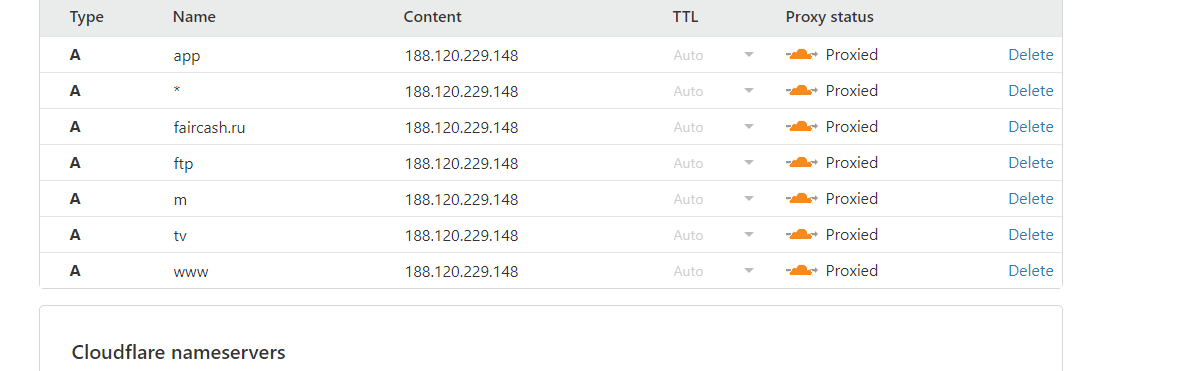 Type Name Content TTL Proxy status
A app 188.120.229.148 Auto Proxied Delete
A * 188.120.229.148 Auto Proxied Delete
A faircash.ru 188.120.229.148 Auto Proxied Delete
A ftp 188.120.229.148 Auto Proxied Delete
A m 188.120.229.148 Auto Proxied Delete
A tv 188.120.229.148 Auto Proxied Delete
A www 188.120.229.148 Auto Proxied Delete
Cloudflare nameservers